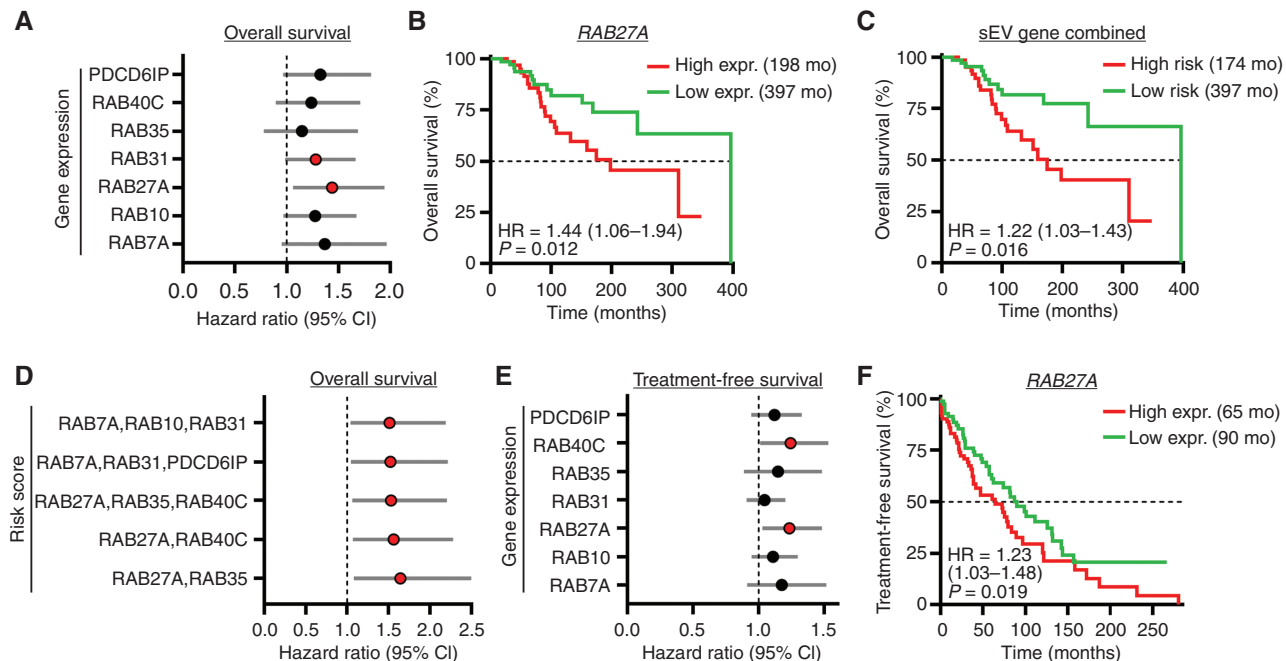 A
Overall survival
Gene expression
PDCD6IP
RAB40C
RAB35
RAB31
RAB27A
RAB10
RAB7A
0.0 0.5 1.0 1.5 2.0
Hazard ratio (95% CI)
B
RAB27A
Overall survival (%)
100
75
50
25
0
High expr. (198 mo)
Low expr. (397 mo)
HR = 1.44 (1.06–1.94)
P = 0.012
0 100 200 300 400
Time (months)
C
sEV gene combined
Overall survival (%)
100
75
50
25
0
High risk (174 mo)
Low risk (397 mo)
HR = 1.22 (1.03–1.43)
P = 0.016
0 100 200 300 400
Time (months)
D
Overall survival
Risk score
RAB7A,RAB10,RAB31
RAB7A,RAB31,PDCD6IP
RAB27A,RAB35,RAB40C
RAB27A,RAB40C
RAB27A,RAB35
0.0 0.5 1.0 1.5 2.0 2.5
Hazard ratio (95% CI)
E
Treatment-free survival
Gene expression
PDCD6IP
RAB40C
RAB35
RAB31
RAB27A
RAB10
RAB7A
0.0 0.5 1.0 1.5
Hazard ratio (95% CI)
F
RAB27A
Treatment-free survival (%)
100
75
50
25
0
High expr. (65 mo)
Low expr. (90 mo)
HR = 1.23
(1.03–1.48)
P = 0.019
0 50 100 150 200 250
Time (months)